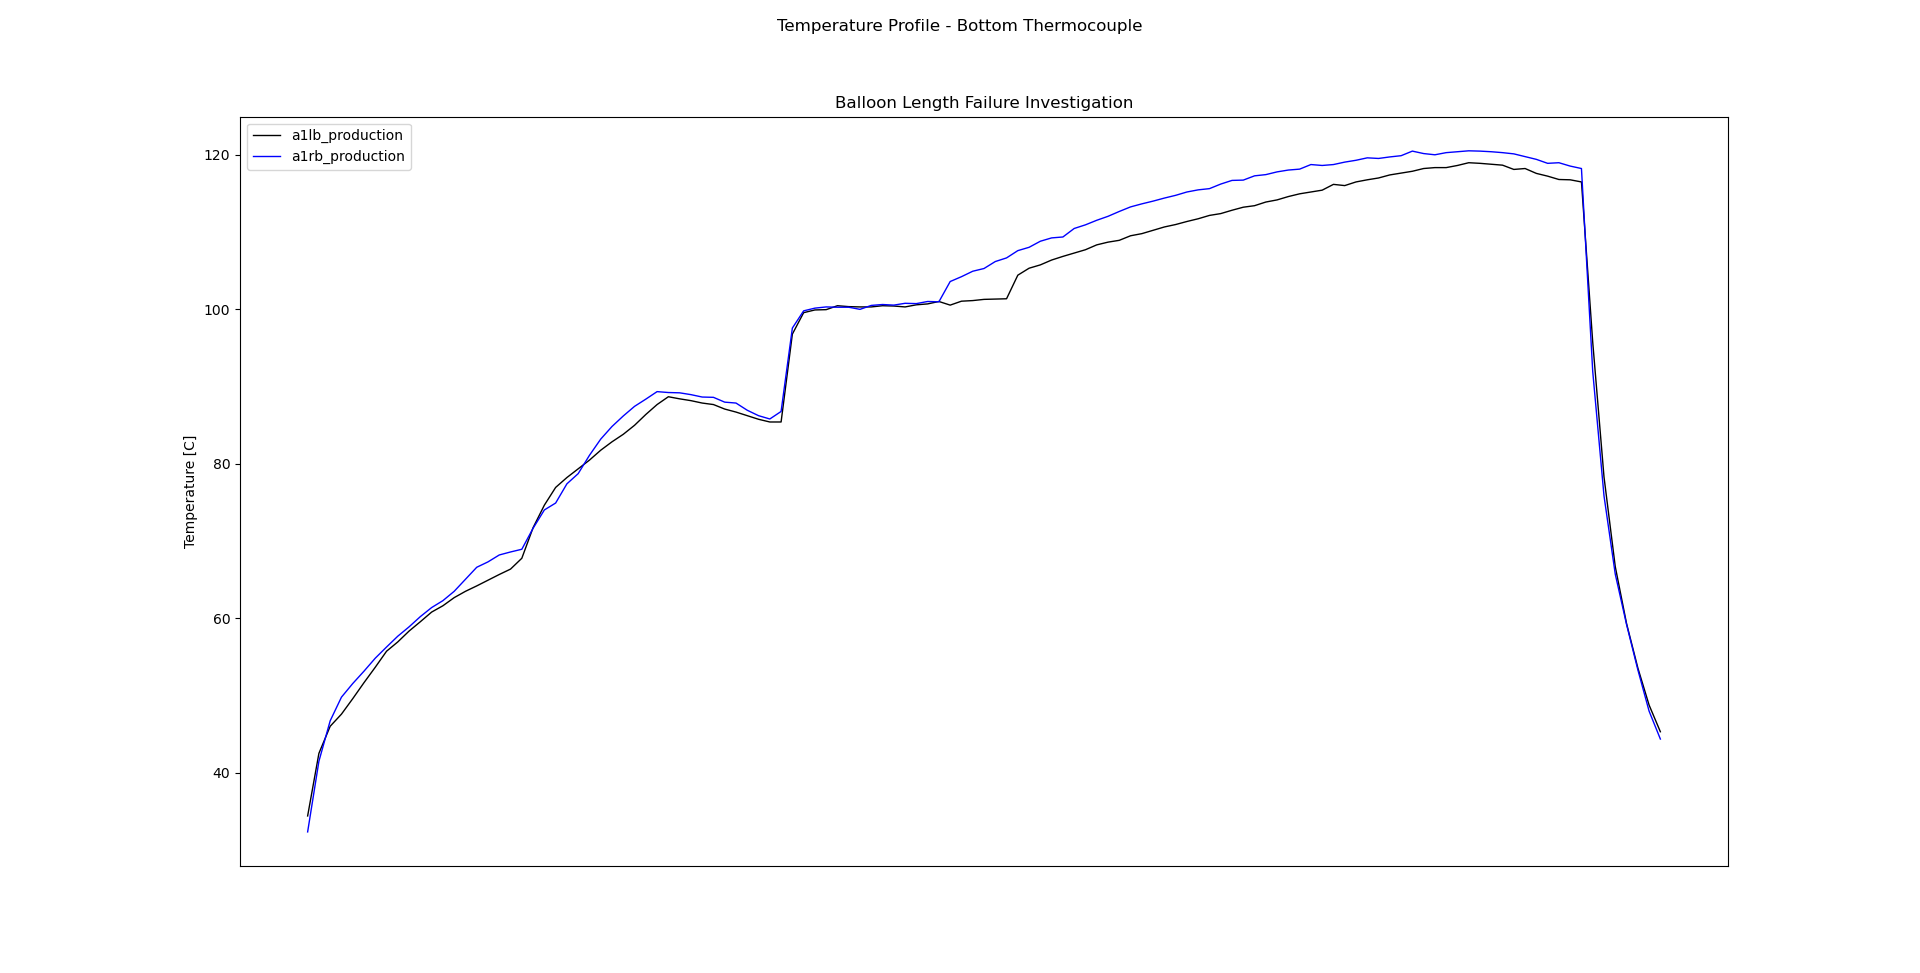 Temperature Profile - Bottom Thermocouple
Balloon Length Failure Investigation
a1lb_production
a1rb_production
120
100
80
60
40
Temperature [C]